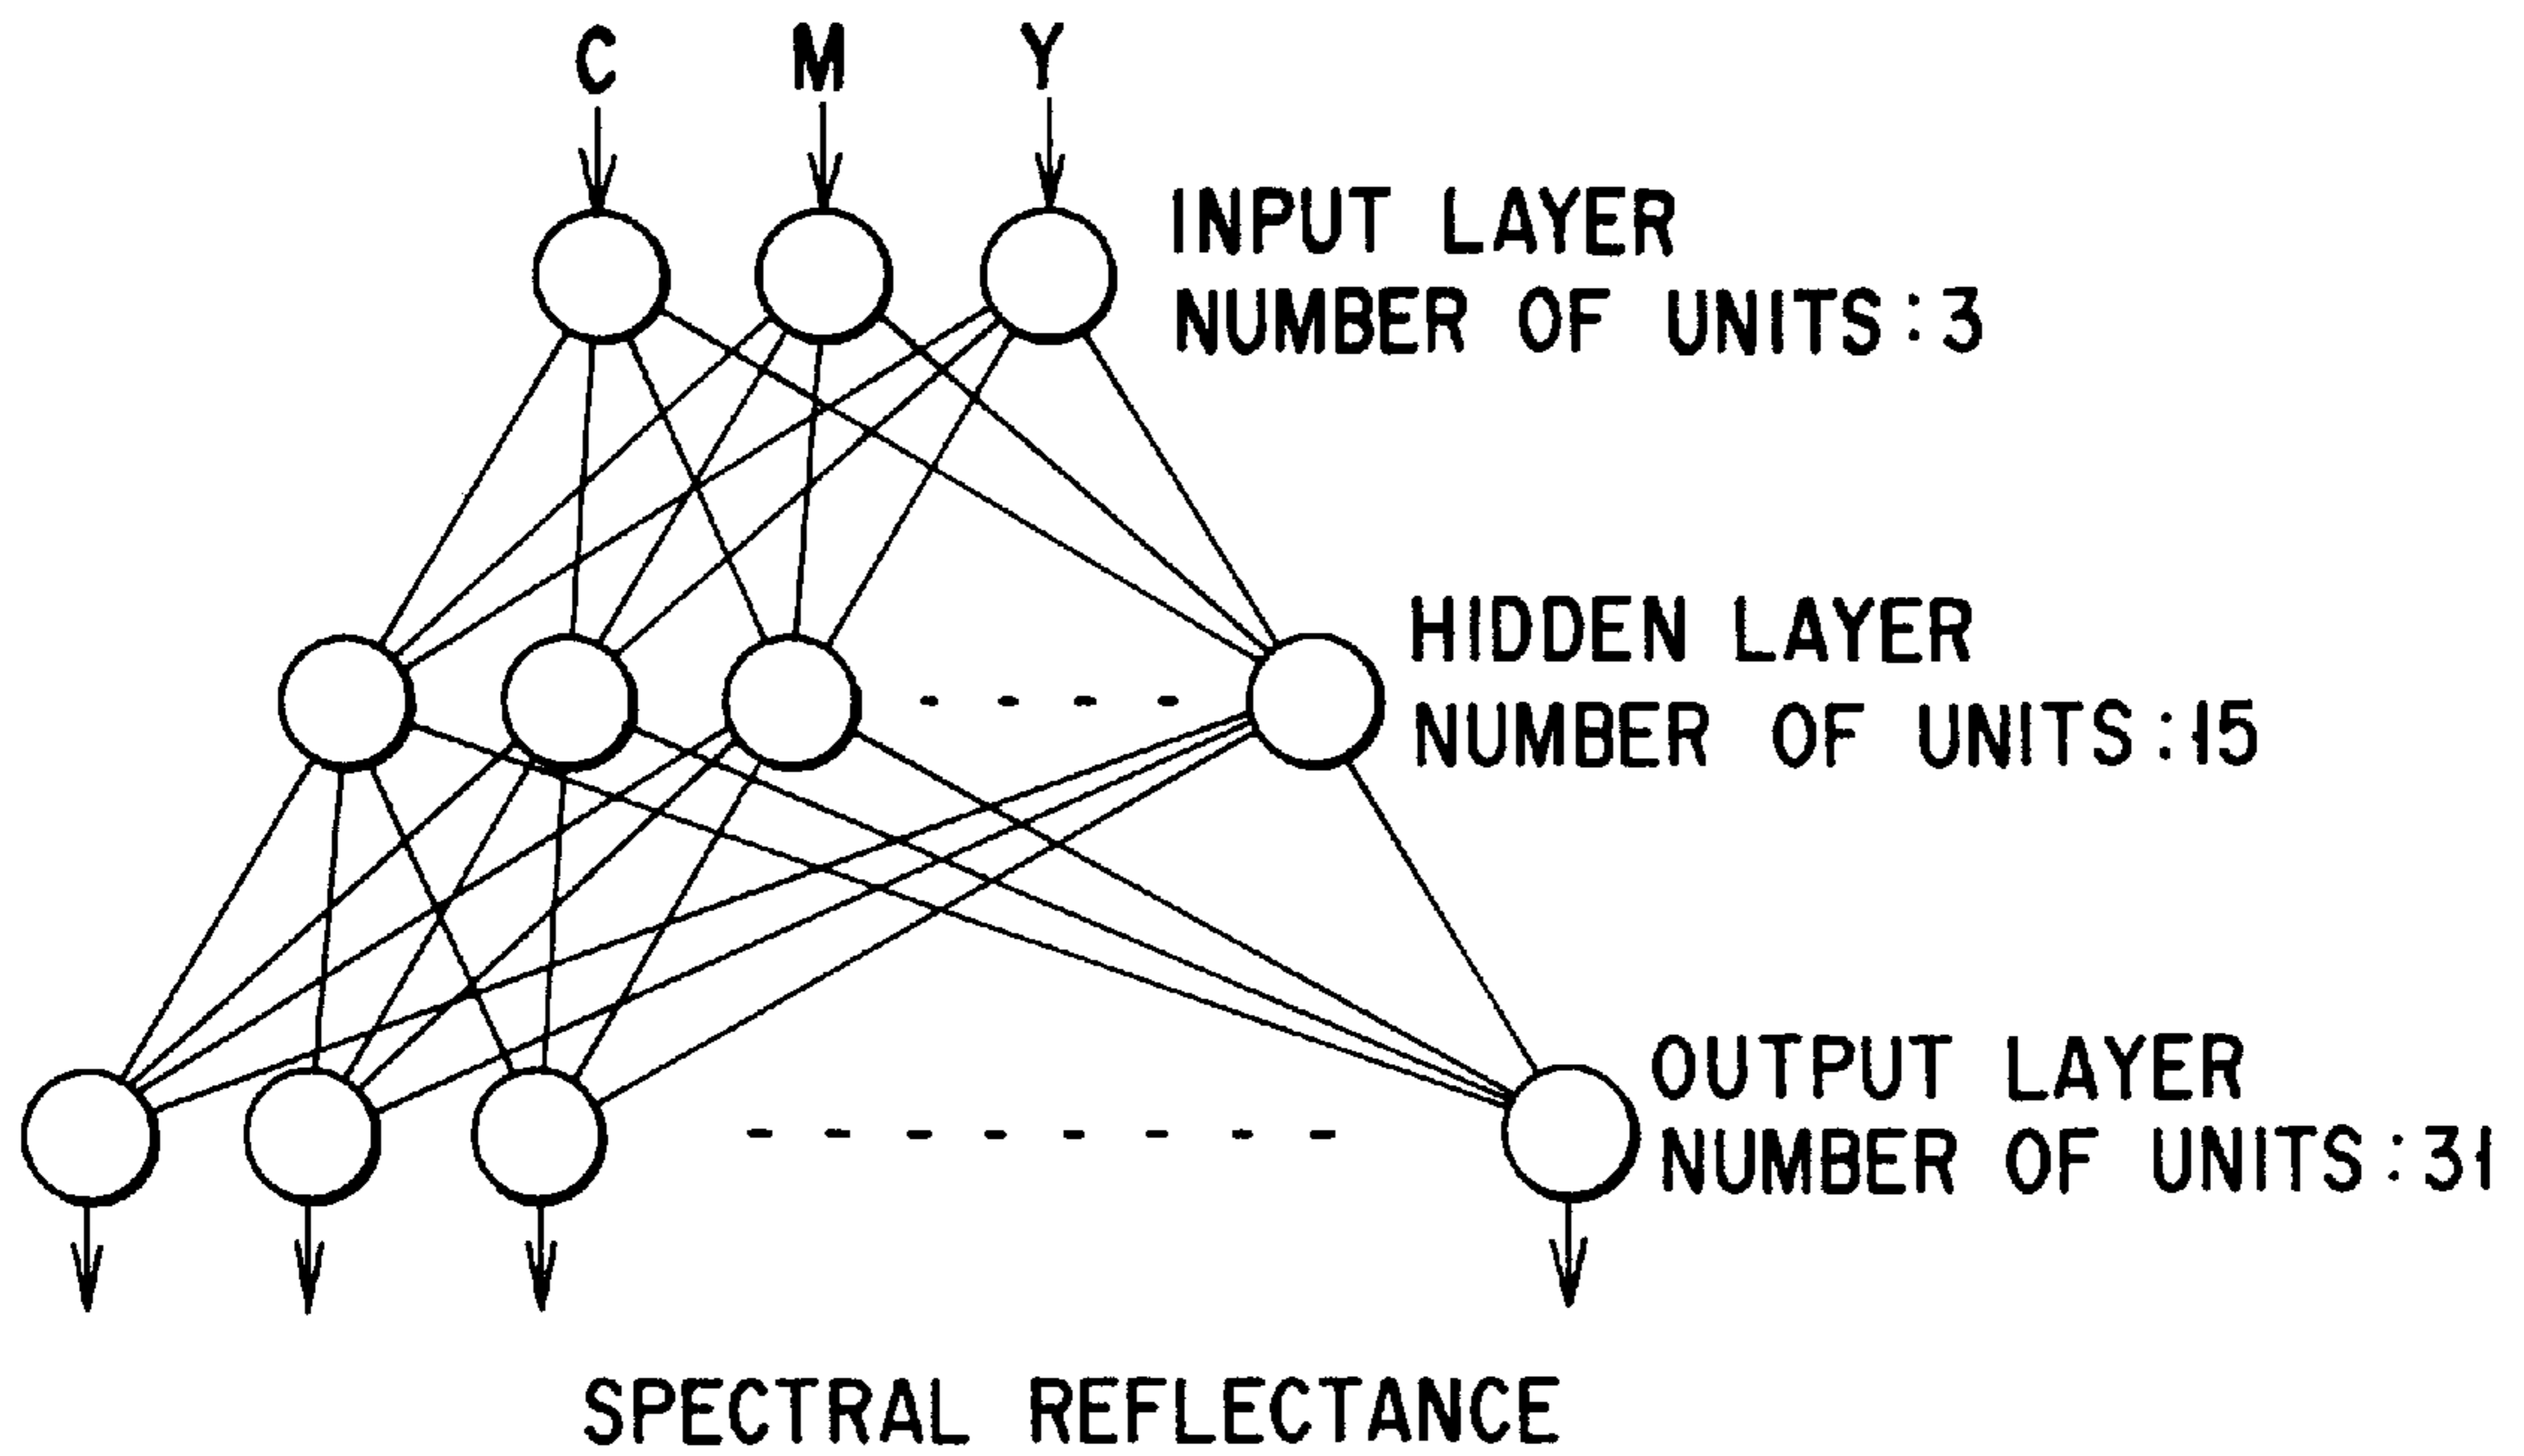 C M Y
INPUT LAYER
NUMBER OF UNITS:3
HIDDEN LAYER
NUMBER OF UNITS:15
OUTPUT LAYER
NUMBER OF UNITS:31
SPECTRAL REFLECTANCE